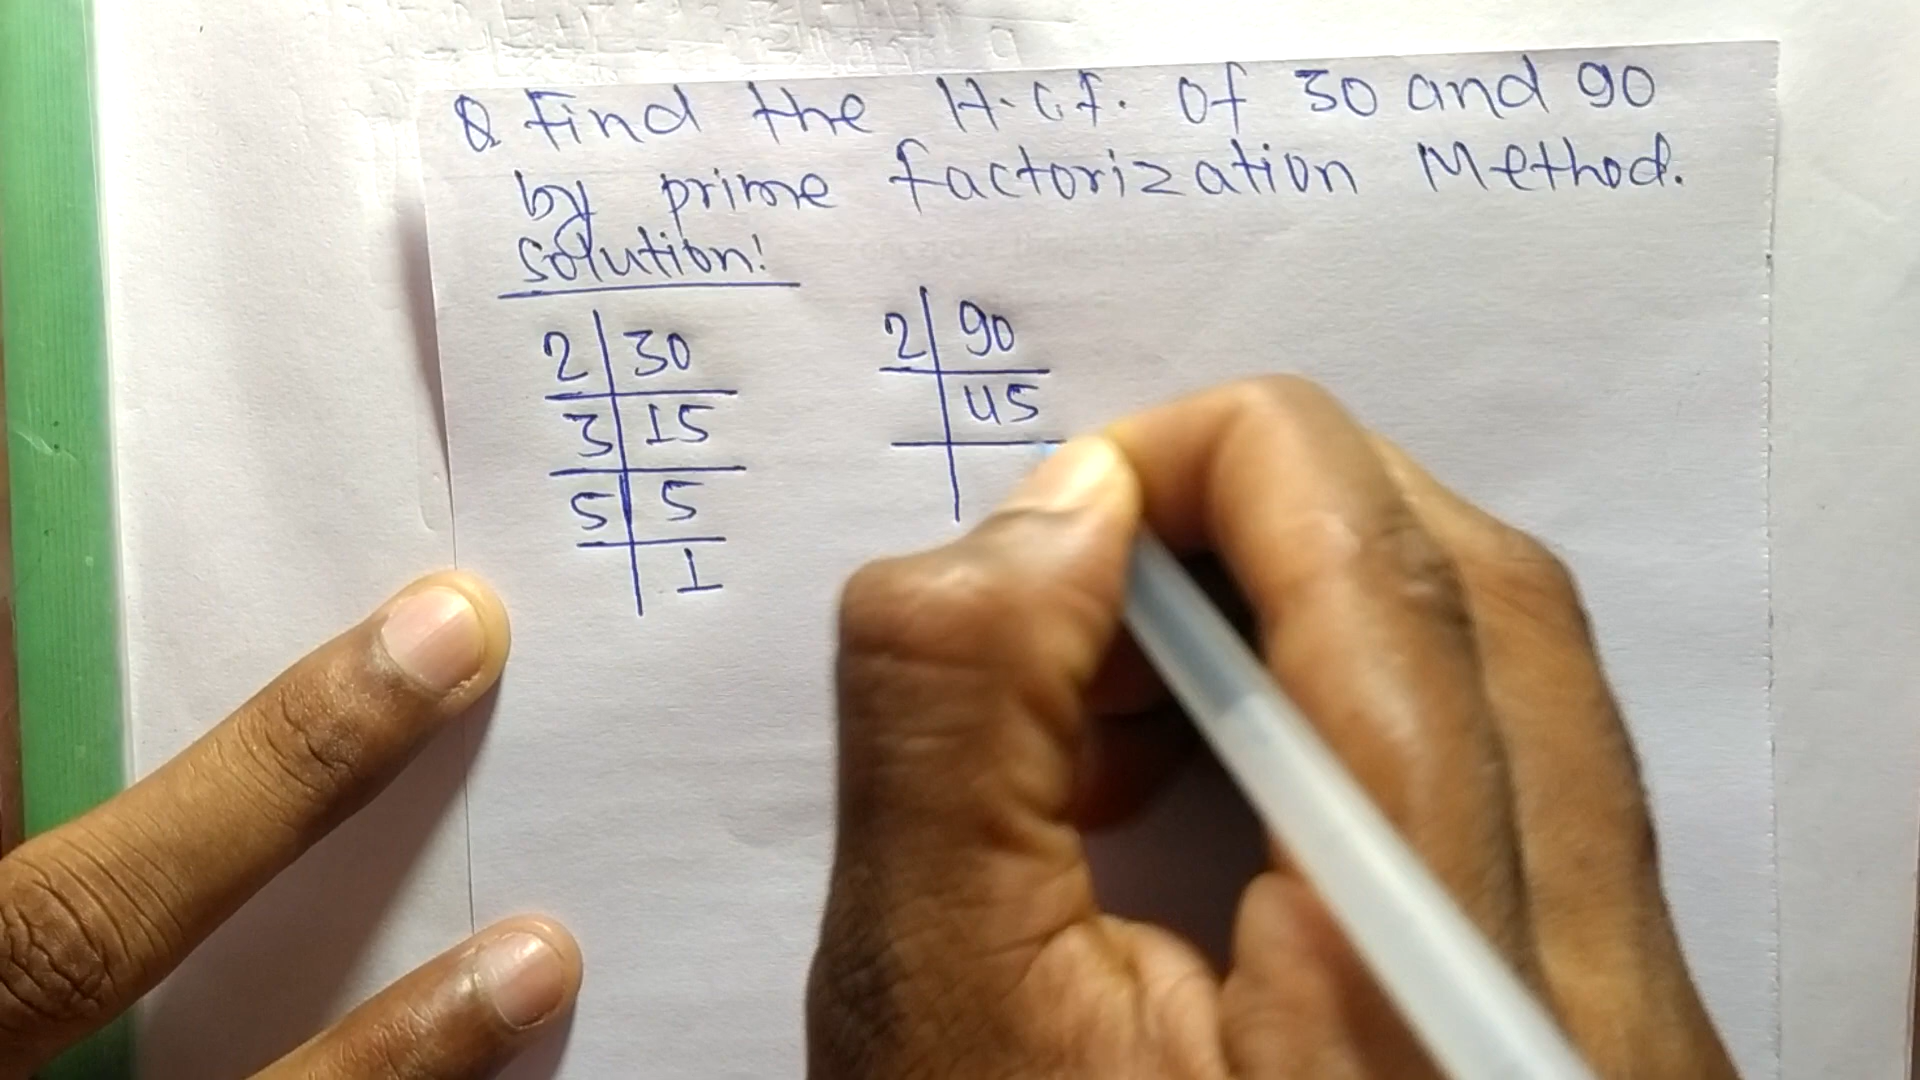 Q Find the H.C.F. of 30 and 90
by prime factorization Method.
Solution!
2 | 30
3 | 15
5 | 5
1
2 | 90
45